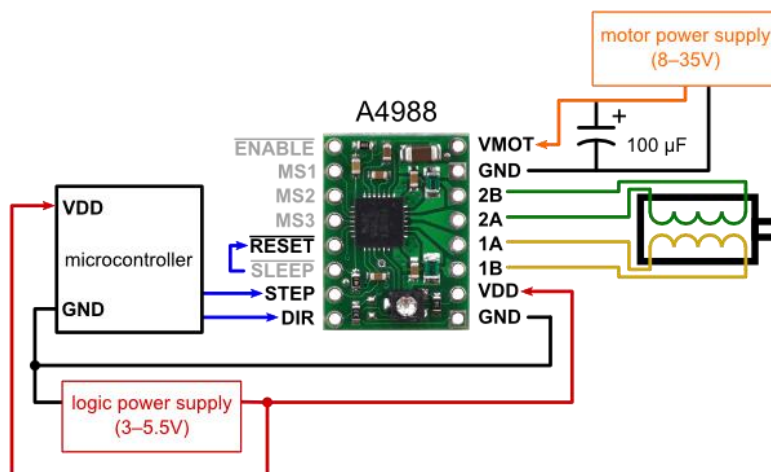 motor power supply
(8–35V)
A4988
+
100 µF
ENABLE
VMOT
MS1
GND
MS2
2B
MS3
2A
RESET
1A
SLEEP
1B
STEP
VDD
DIR
GND
VDD
microcontroller
GND
logic power supply
(3–5.5V)